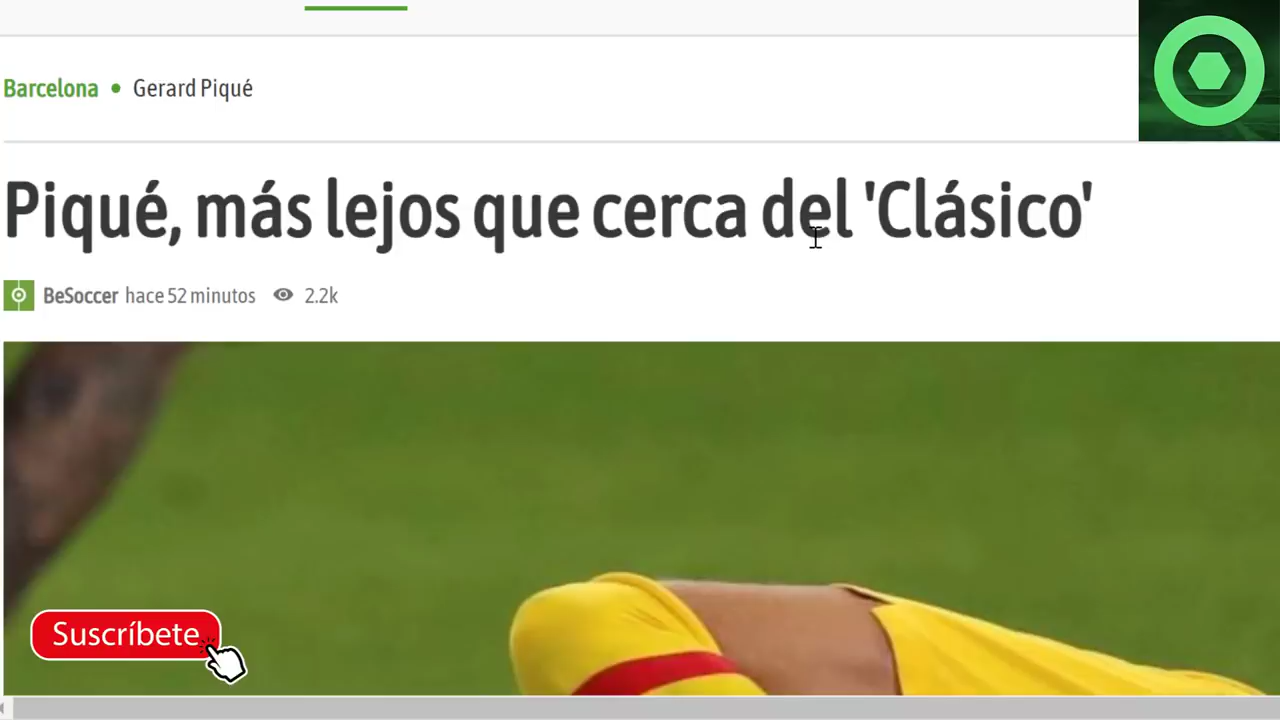 Barcelona • Gerard Piqué
Piqué, más lejos que cerca del 'Clásico'
BeSoccer hace 52 minutos 2.2k
Suscríbete